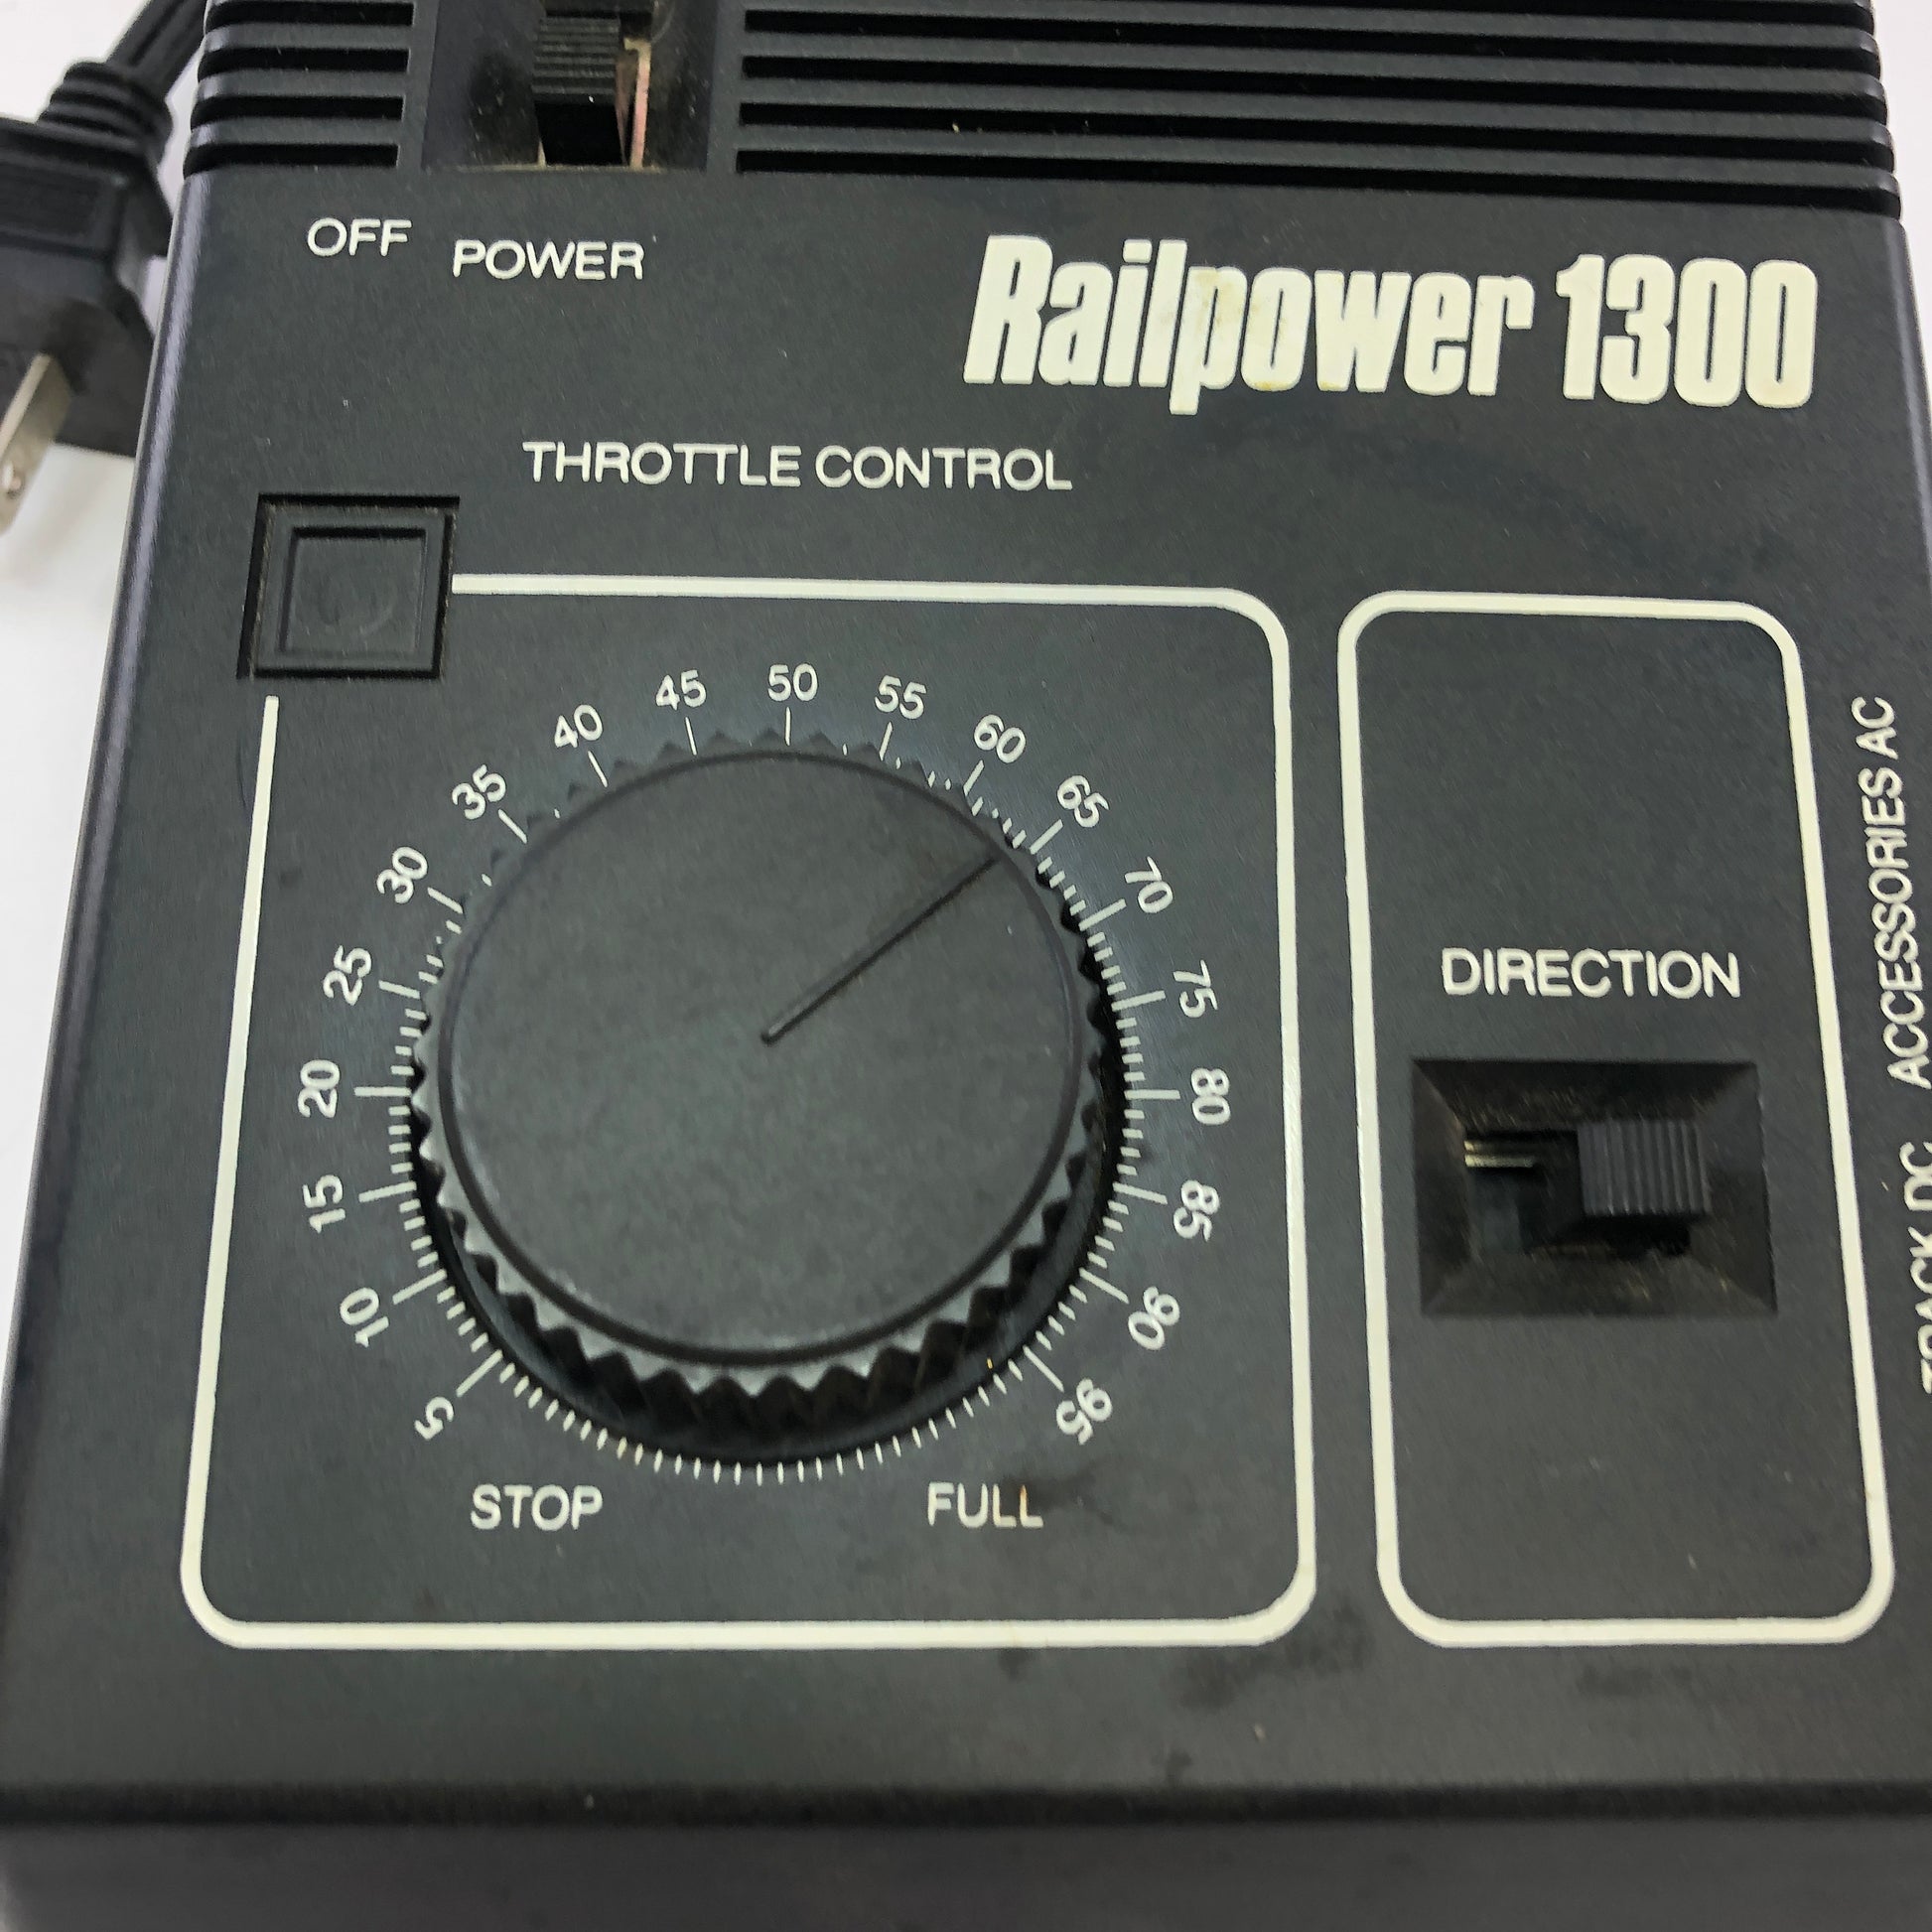 OFF POWER
Railpower 1300
THROTTLE CONTROL
5
10
15
20
25
30
35
40
45
50
55
60
65
70
75
80
85
90
95
STOP
FULL
DIRECTION
TRACK DC ACCESSORIES AC